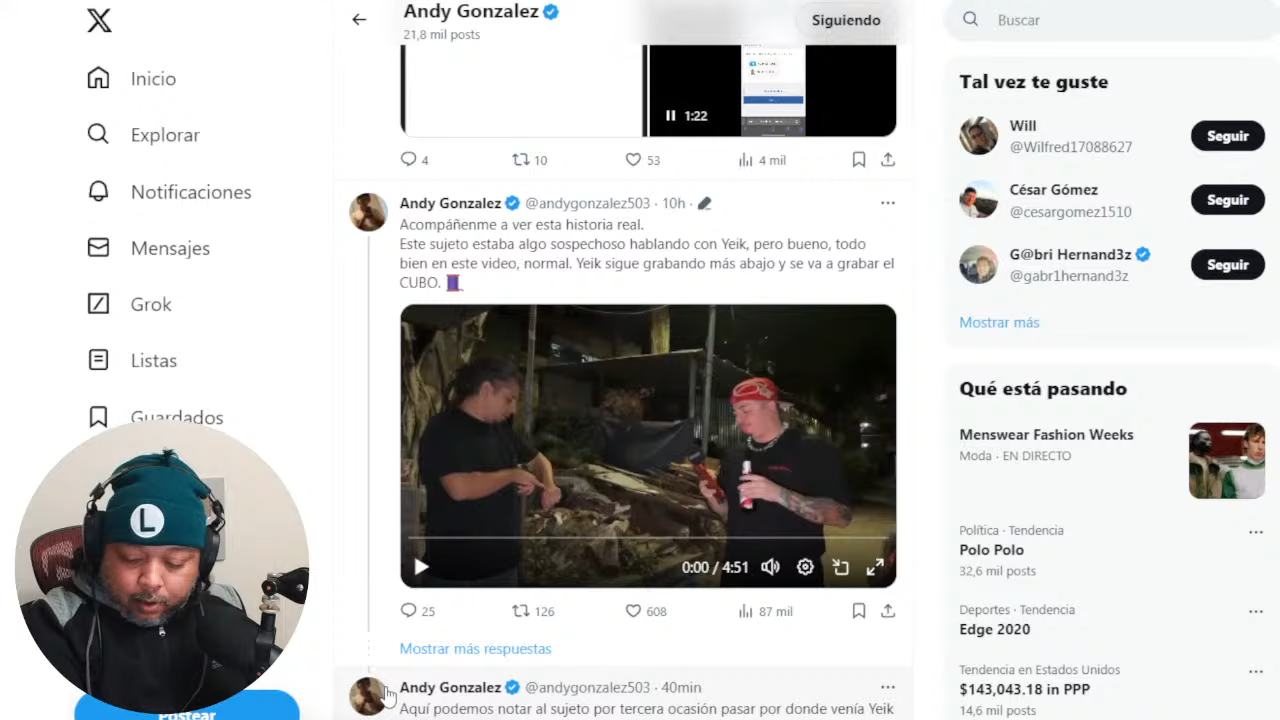 Inicio
Explorar
Notificaciones
Mensajes
Grok
Listas
Guardados
L
Postear
Andy Gonzalez
21,8 mil posts
Siguiendo
1:22
4
10
53
4 mil
Andy Gonzalez @andygonzalez503 · 10h ·
Acompáñenme a ver esta historia real.
Este sujeto estaba algo sospechoso hablando con Yeik, pero bueno, todo
bien en este video, normal. Yeik sigue grabando más abajo y se va a grabar el
CUBO.
0:00 / 4:51
25
126
608
87 mil
Mostrar más respuestas
Andy Gonzalez @andygonzalez503 · 40min
Aquí podemos notar al sujeto por tercera ocasión pasar por donde venía Yeik
Buscar
Tal vez te guste
Will
@Wilfred17088627
Seguir
César Gómez
@cesargomez1510
Seguir
G@bri Hernand3z
@gabr1hernand3z
Seguir
Mostrar más
Qué está pasando
Menswear Fashion Weeks
Moda · EN DIRECTO
Política · Tendencia
Polo Polo
32,6 mil posts
Deportes · Tendencia
Edge 2020
Tendencia en Estados Unidos
$143,043.18 in PPP
14,6 mil posts